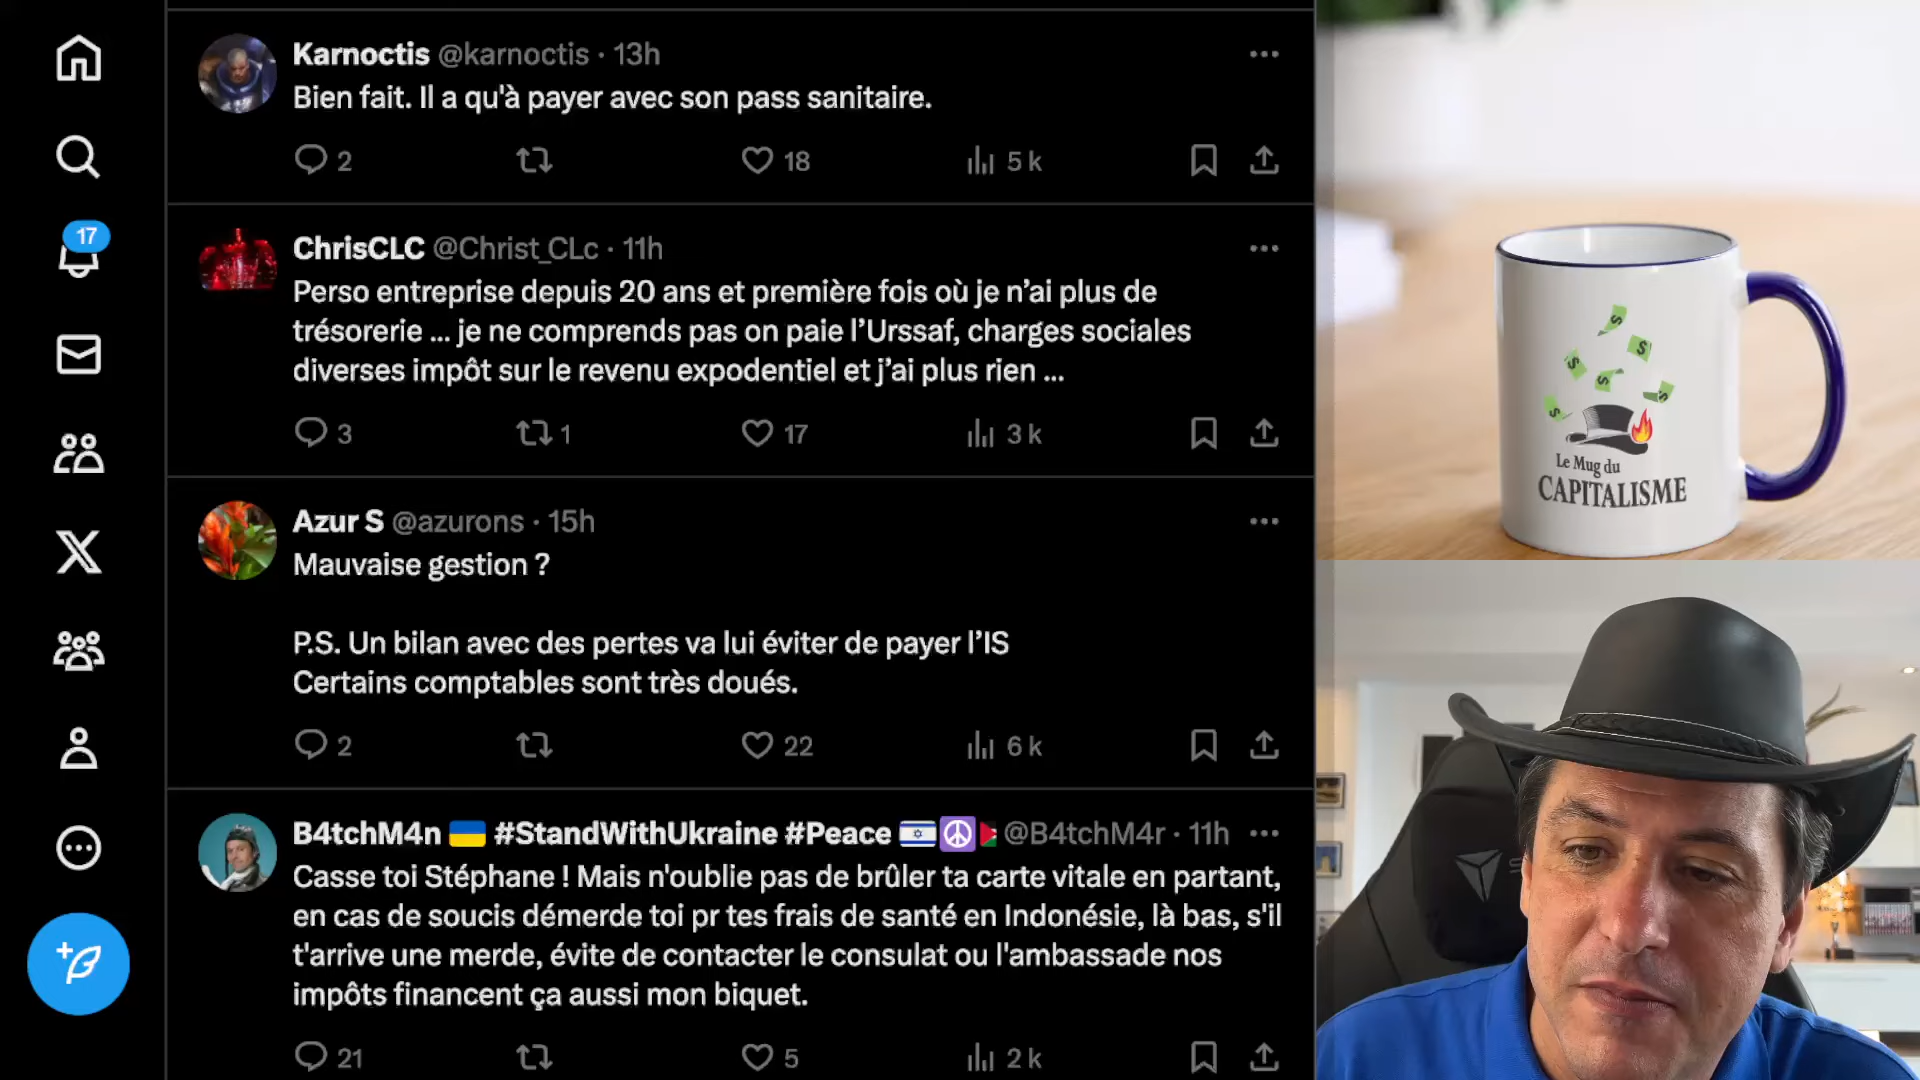 Karnoctis @karnoctis · 13h
Bien fait. Il a qu'à payer avec son pass sanitaire.
2 18 5 k
17
ChrisCLC @Christ_CLc · 11h
Perso entreprise depuis 20 ans et première fois où je n’ai plus de
trésorerie ... je ne comprends pas on paie l’Urssaf, charges sociales
diverses impôt sur le revenu expodentiel et j’ai plus rien ...
3 1 17 3 k
Azur S @azurons · 15h
Mauvaise gestion ?
P.S. Un bilan avec des pertes va lui éviter de payer l’IS
Certains comptables sont très doués.
2 22 6 k
B4tchM4n 🇺🇦 #StandWithUkraine #Peace 🇮🇱☮️🇵🇸 @B4tchM4r · 11h
Casse toi Stéphane ! Mais n'oublie pas de brûler ta carte vitale en partant,
en cas de soucis démerde toi pr tes frais de santé en Indonésie, là bas, s'il
t'arrive une merde, évite de contacter le consulat ou l'ambassade nos
impôts financent ça aussi mon biquet.
21 5 2 k
Le Mug du
CAPITALISME